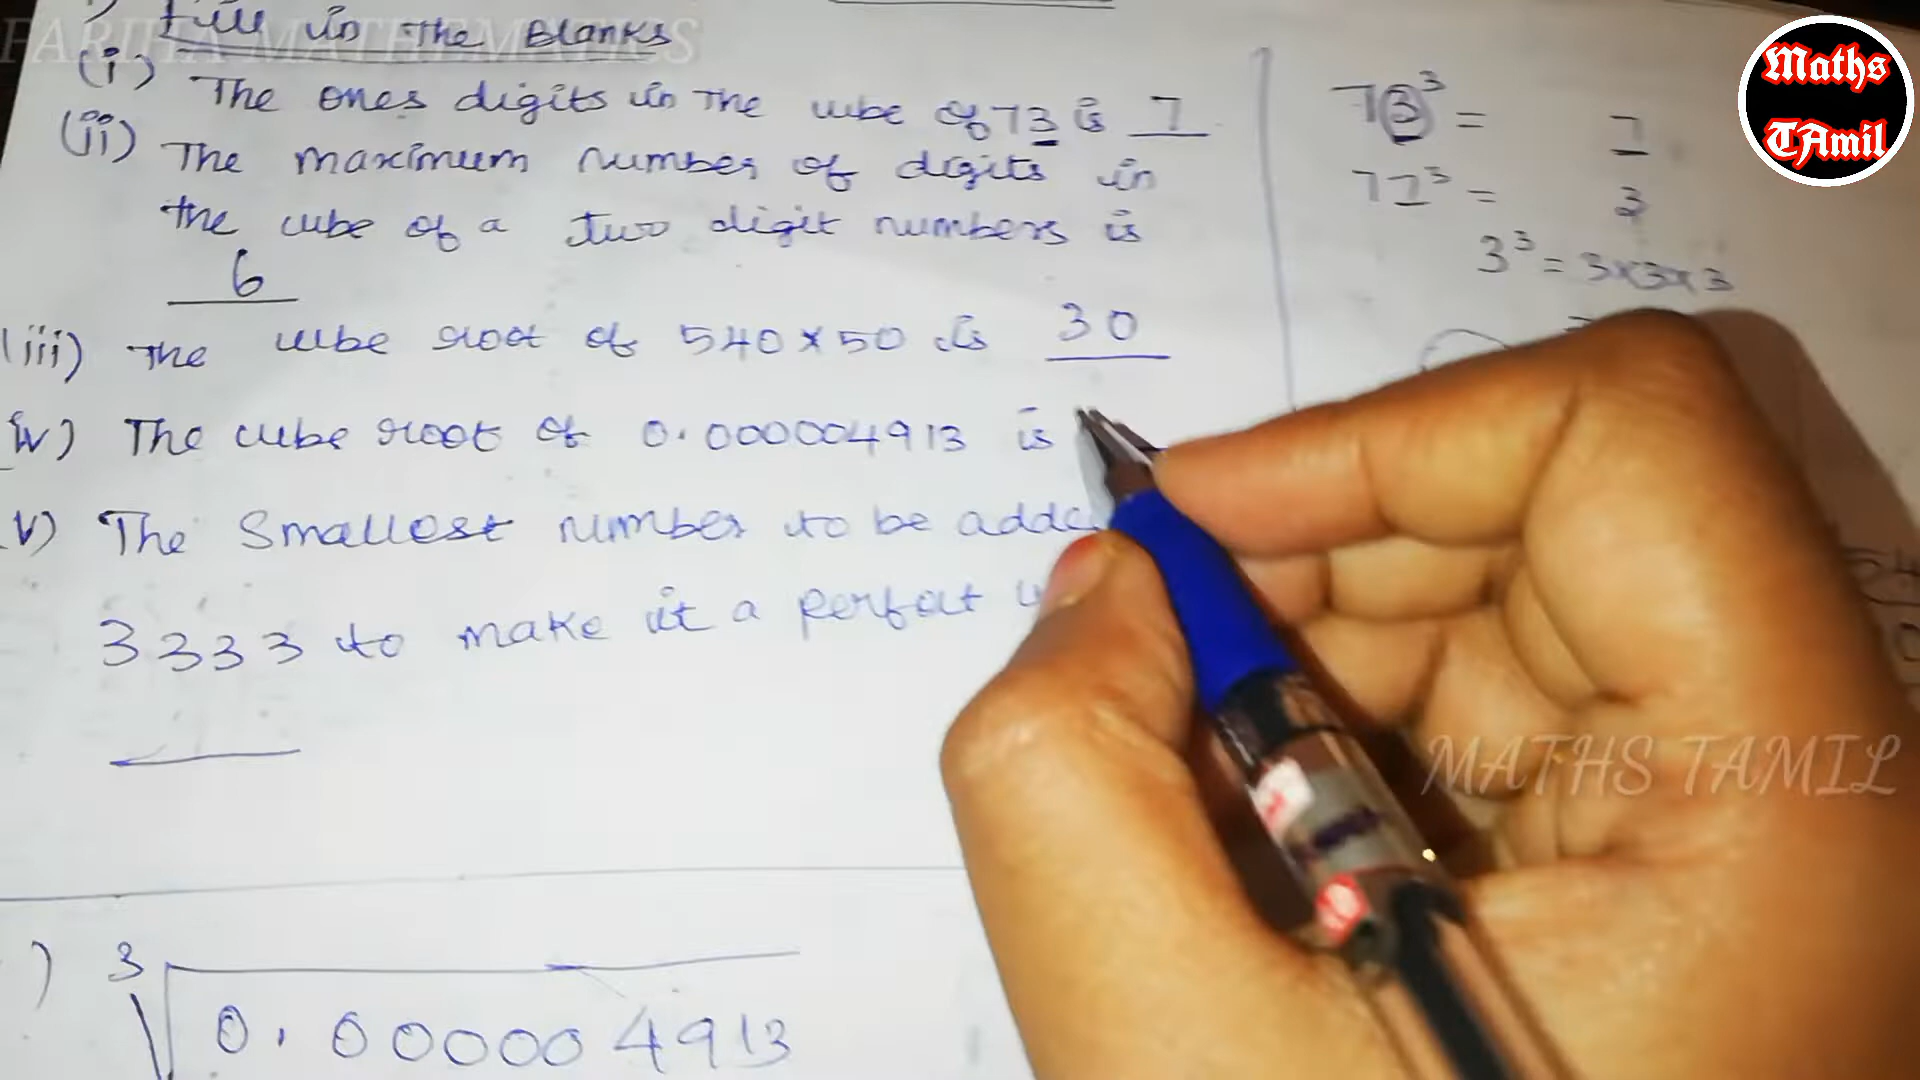 Fill in The Blanks
FARIHA MATHEMATICS
(i) The ones digits in The cube of 73 is 7
(ii) The maximum number of digits in
the cube of a two digit numbers is
6
(iii) The cube root of 540 x 50 is 30
iv) The cube root of 0.000004913 is
v) The Smallest number to be added
3333 to make it a perfect
73³ = 7
77³ = 3
3³ = 3x3x3
Maths
TAmil
MATHS TAMIL
) 3√0.000004913